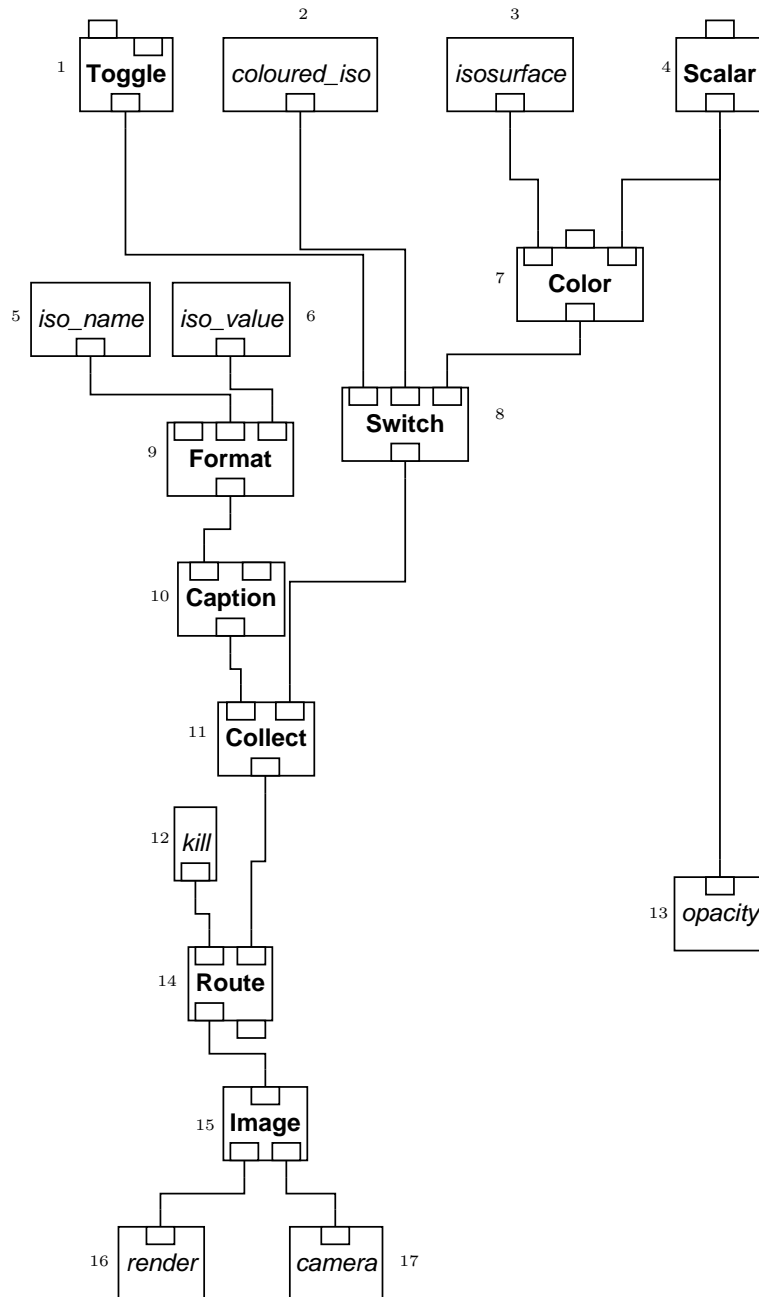 2
3
1
Toggle
coloured_iso
isosurface
4
Scalar
7
Color
5
iso_name
iso_value
6
8
Switch
9
Format
10
Caption
11
Collect
12
kill
13
opacity
14
Route
15
Image
16
render
camera
17